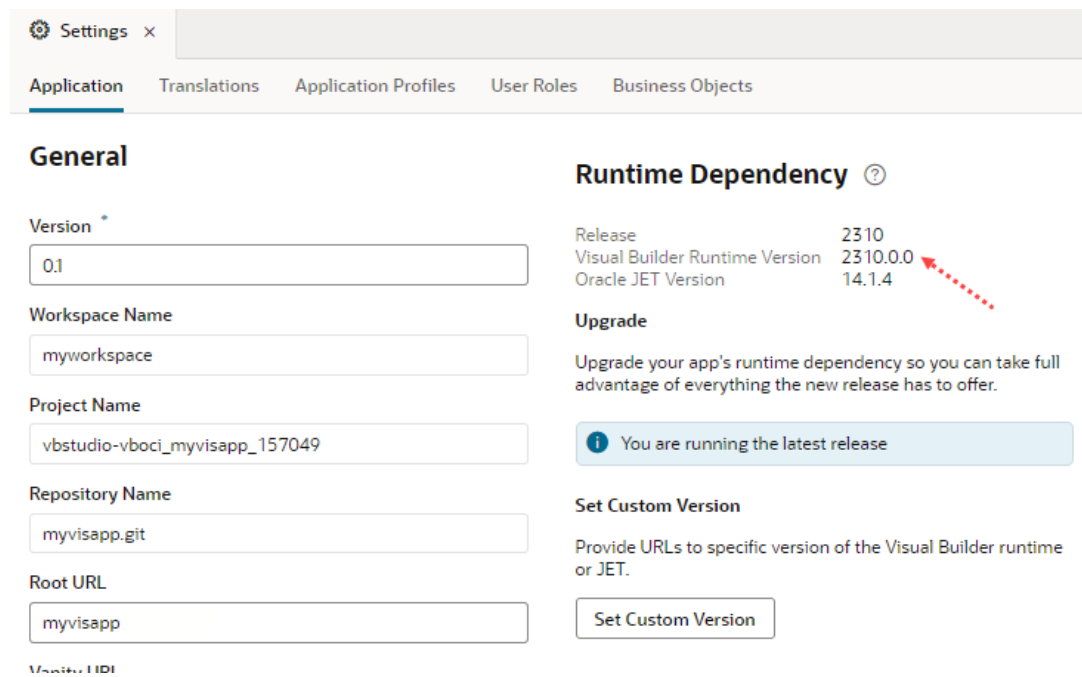 Settings ×
Application Translations Application Profiles User Roles Business Objects
General
Version *
0.1
Workspace Name
myworkspace
Project Name
vbstudio-vboci_myvisapp_157049
Repository Name
myvisapp.git
Root URL
myvisapp
Vanity URL
Runtime Dependency ?
Release 2310
Visual Builder Runtime Version 2310.0.0
Oracle JET Version 14.1.4
Upgrade
Upgrade your app's runtime dependency so you can take full
advantage of everything the new release has to offer.
You are running the latest release
Set Custom Version
Provide URLs to specific version of the Visual Builder runtime
or JET.
Set Custom Version